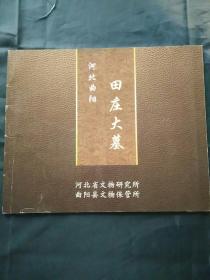 河北曲阳
田庄大墓
河北省文物研究所
曲阳县文物保管所